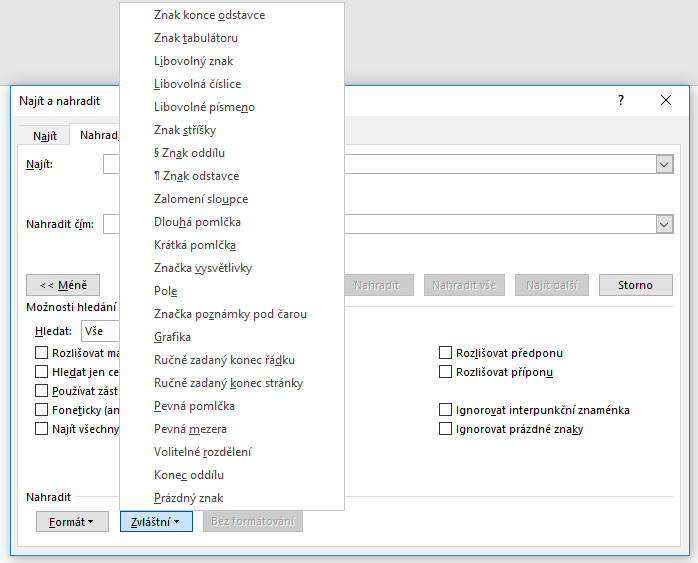 Znak konce odstavce
Znak tabulátoru
Libovolný znak
Libovolná číslice
Libovolné písmeno
Znak stříšky
§ Znak oddílu
¶ Znak odstavce
Zalomení sloupce
Dlouhá pomlčka
Krátká pomlčka
Značka vysvětlivky
Pole
Značka poznámky pod čarou
Grafika
Ručně zadaný konec řádku
Ručně zadaný konec stránky
Pevná pomlčka
Pevná mezera
Volitelné rozdělení
Konec oddílu
Prázdný znak
Najít a nahradit
?
Najít
Nahrad
Najít:
Nahradit čím:
<< Méně
Nahradit
Nahradit vše
Najít další
Storno
Možnosti hledání
Hledat: Vše
Rozlišovat ma
Hledat jen ce
Používat zást
Foneticky (an
Najít všechny
Rozlišovat předponu
Rozlišovat příponu
Ignorovat interpunkční znaménka
Ignorovat prázdné znaky
Nahradit
Formát
Zvláštní
Bez formátování